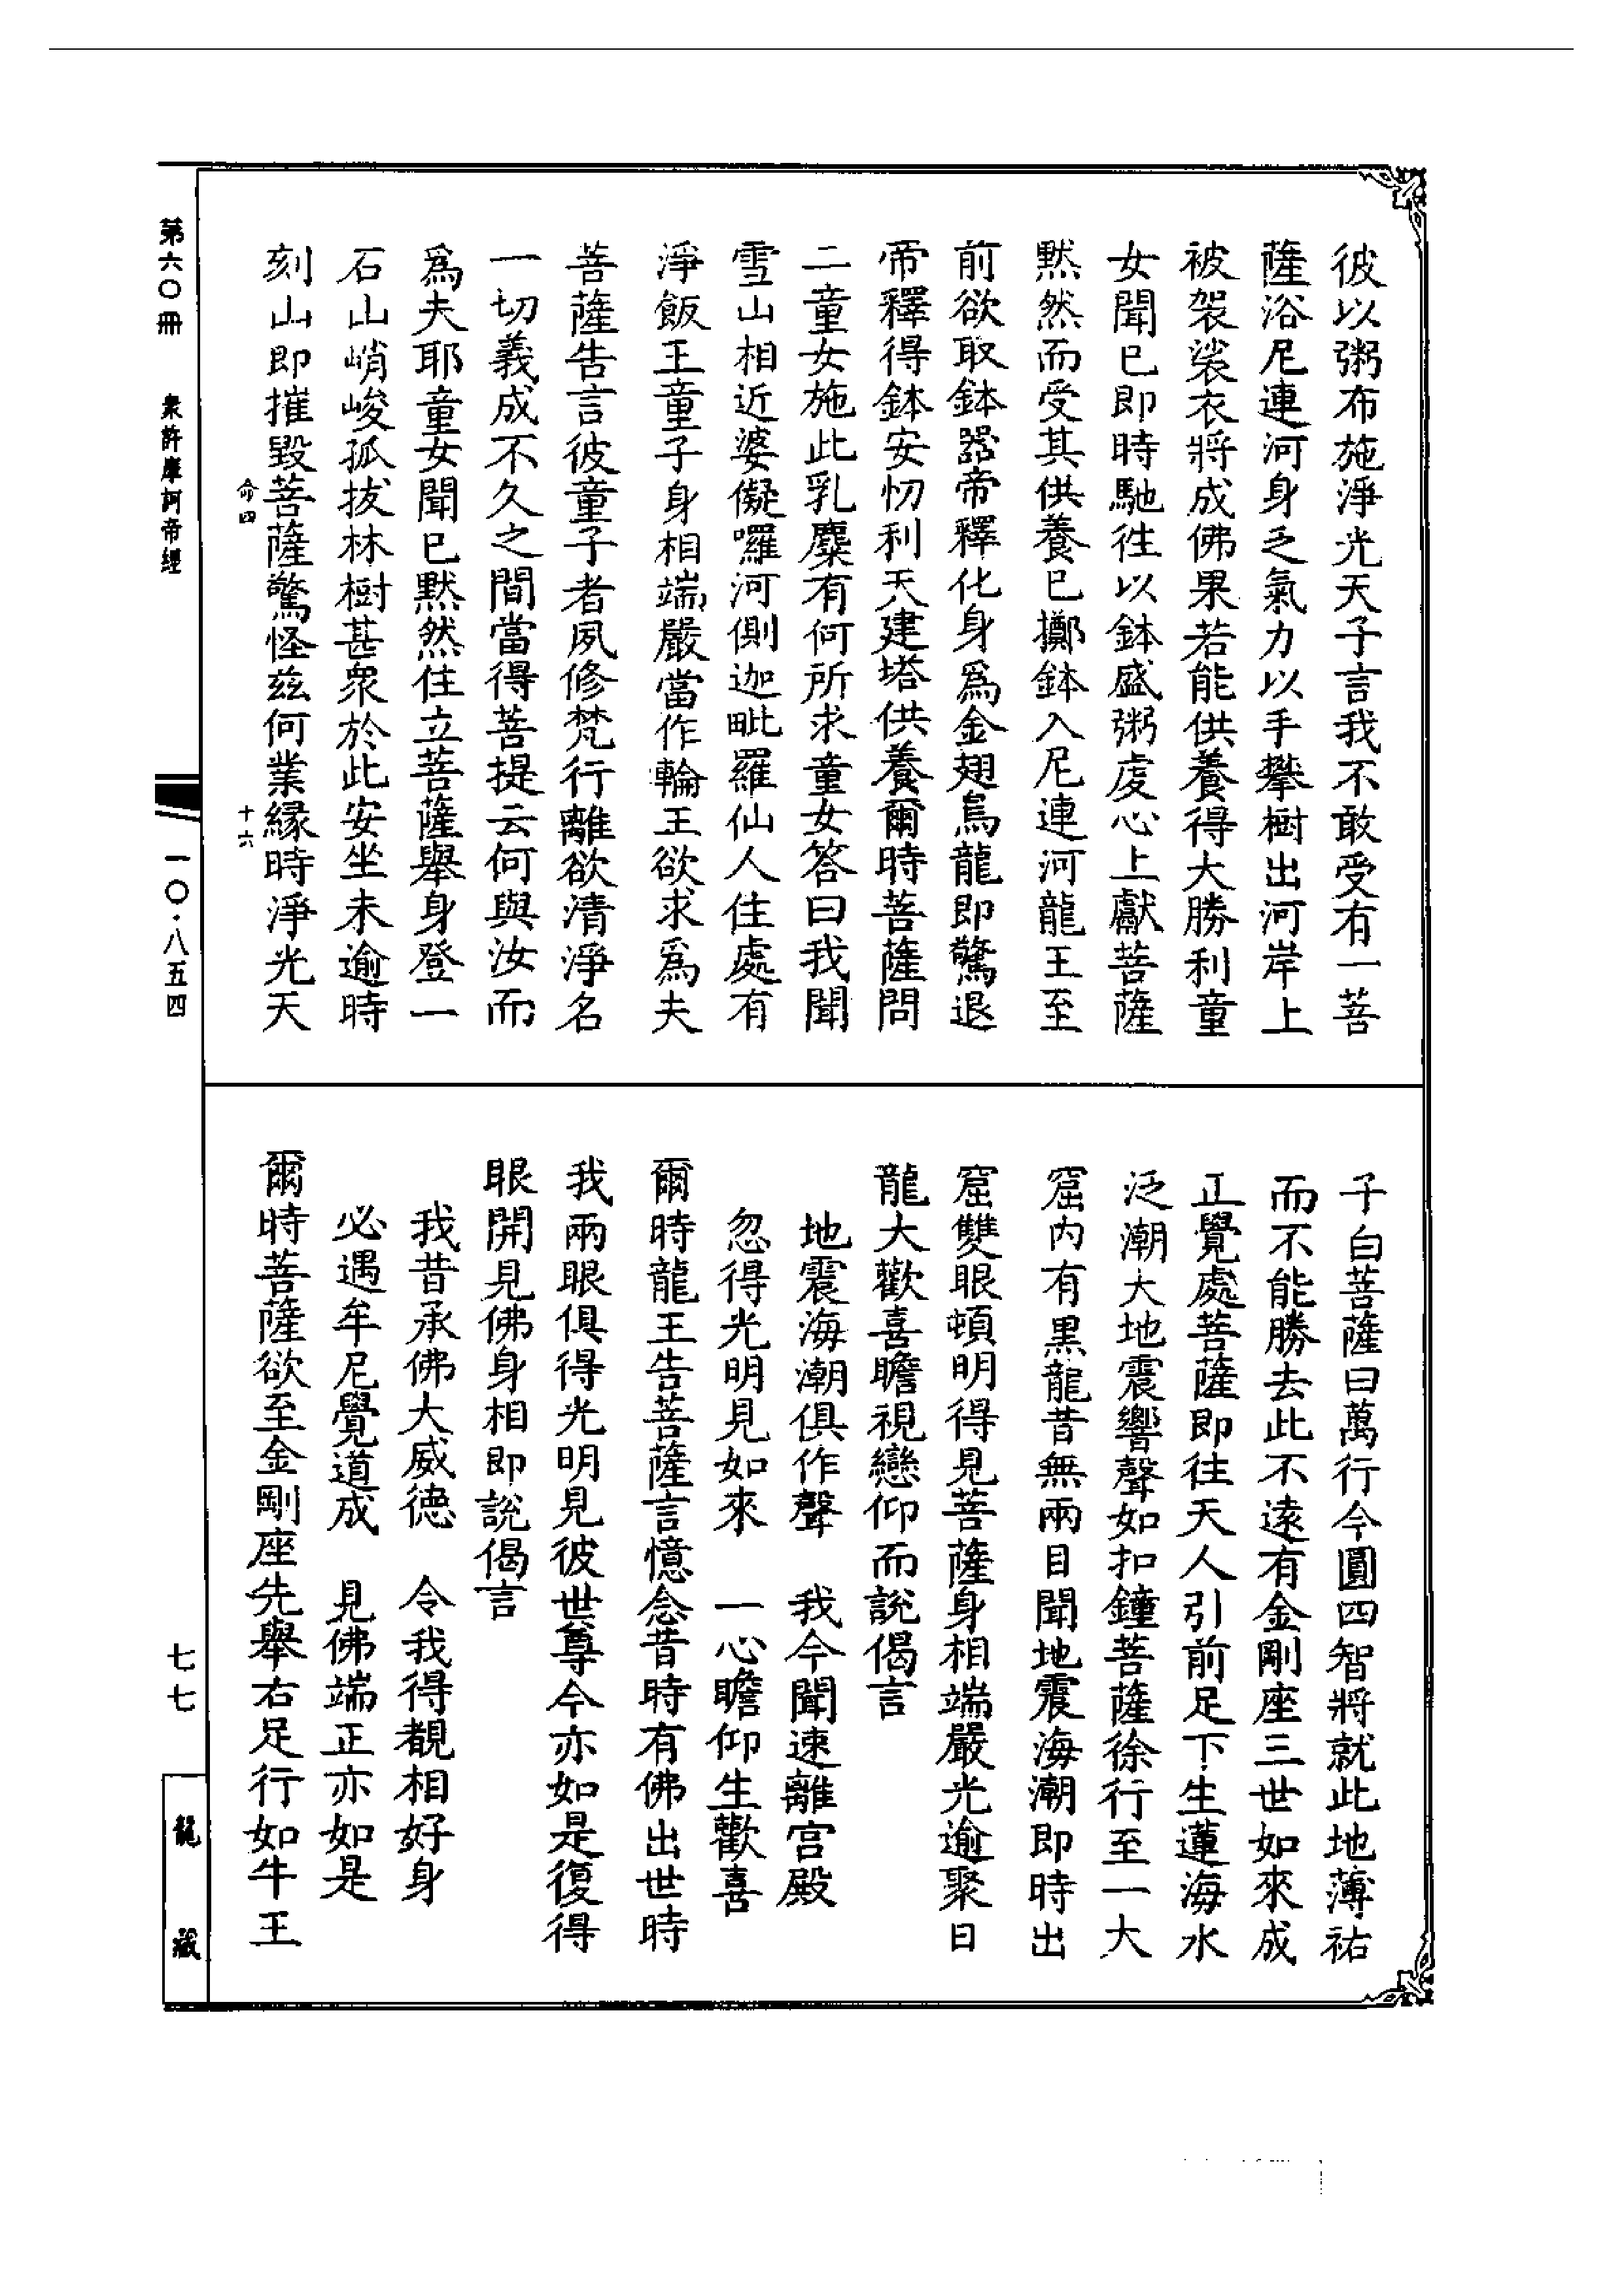 彼以粥布施淨光天子言我不敢受有一菩
薩浴尼連河身乏氣力以手攀樹出河岸上
被袈裟衣將成佛果若能供養得大勝利童
女聞已即時馳往以鉢盛粥虔心上獻菩薩
默然而受其供養已擲鉢入尼連河龍王至
前欲取鉢器帝釋化身為金翅鳥龍即驚退
帝釋得鉢安忉利天建塔供養爾時菩薩問
二童女施此乳麋有何所求童女答曰我聞
雪山相近婆儗囉河側迦毗羅仙人住處有
淨飯王童子身相端嚴當作輪王欲求為夫
菩薩告言彼童子者夙修梵行離欲清淨名
一切義成不久之間當得菩提云何與汝而
為夫耶童女聞已默然住立菩薩舉身登一
石山峭峻孤拔林樹甚眾於此安坐未逾時
刻山即摧毀菩薩驚怪茲何業緣時淨光天
命四
十六
子白菩薩曰萬行今圓四智將就此地薄祐
而不能勝去此不遠有金剛座三世如來成
正覺處菩薩即往天人引前足下生蓮海水
泛潮大地震響聲如扣鐘菩薩徐行至一大
窟內有黑龍昔無兩目聞地震海潮即時出
窟雙眼頓明得見菩薩身相端嚴光逾聚日
龍大歡喜瞻視戀仰而說偈言
地震海潮俱作聲　我今聞速離宮殿
忽得光明見如來　一心瞻仰生歡喜
爾時龍王告菩薩言憶念昔時有佛出世時
我兩眼俱得光明見彼世尊今亦如是復得
眼開見佛身相即說偈言
我昔承佛大威德　令我得覩相好身
必遇牟尼覺道成　見佛端正亦如是
爾時菩薩欲至金剛座先舉右足行如牛王
第六〇冊　眾許摩訶帝經
一〇·八五四
七七
龍藏